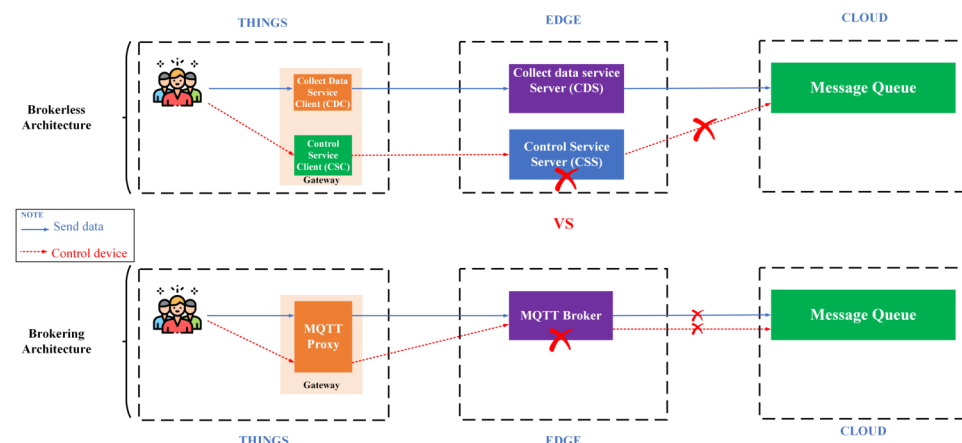 THINGS
EDGE
CLOUD
Brokerless
Architecture
Collect Data
Service
Client (CDC)
Control
Service
Client (CSC)
Gateway
Collect data service
Server (CDS)
Control Service
Server (CSS)
Message Queue
NOTE
Send data
Control device
VS
Brokering
Architecture
MQTT
Proxy
Gateway
MQTT Broker
Message Queue
THINGS
EDGE
CLOUD